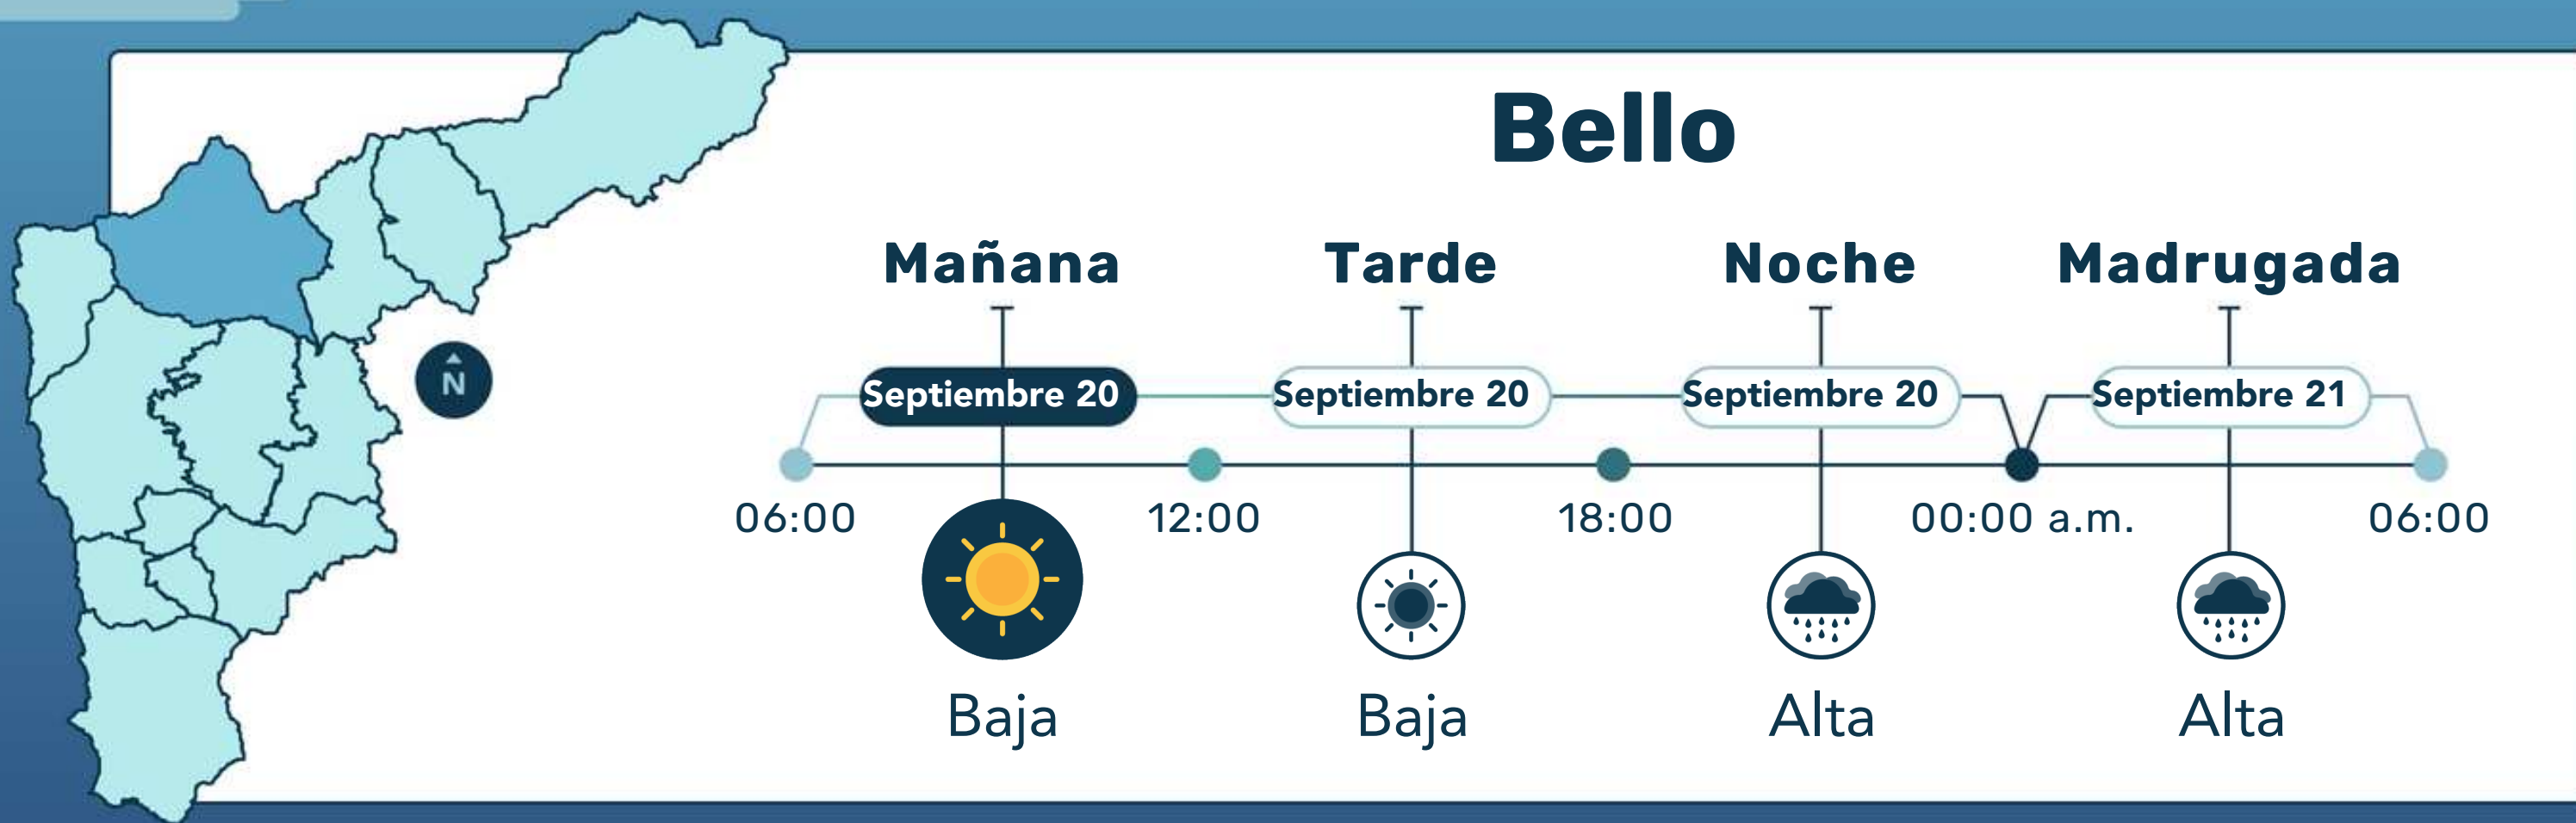 Bello
Mañana Tarde Noche Madrugada
Septiembre 20 Septiembre 20 Septiembre 20 Septiembre 21
N
06:00 12:00 18:00 00:00 a.m. 06:00
Baja Baja Alta Alta